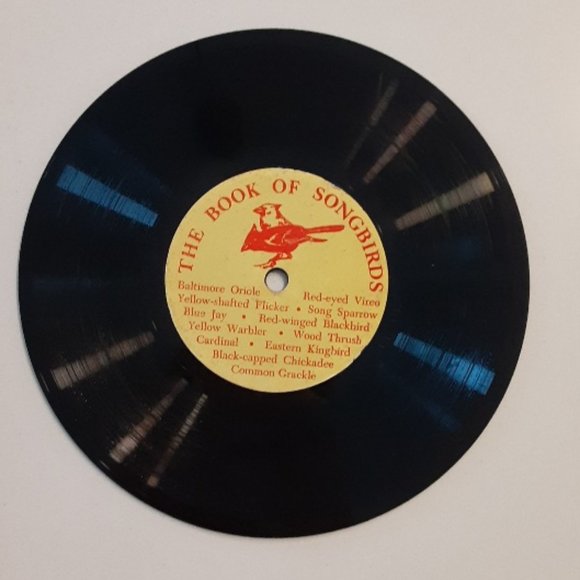 THE BOOK OF SONGBIRDS
Baltimore Oriole Red-eyed Vireo
Yellow-shafted Flicker • Song Sparrow
Blue Jay • Red-winged Blackbird
Yellow Warbler • Wood Thrush
Cardinal • Eastern Kingbird
Black-capped Chickadee
Common Grackle